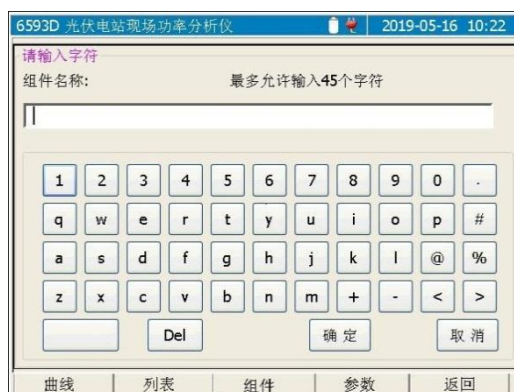 6593D 光伏电站现场功率分析仪 2019-05-16 10:22
请输入字符
组件名称: 最多允许输入45个字符
1 2 3 4 5 6 7 8 9 0 .
q w e r t y u i o p #
a s d f g h j k l @ %
z x c v b n m + - < >
Del 确定 取消
曲线 列表 组件 参数 返回